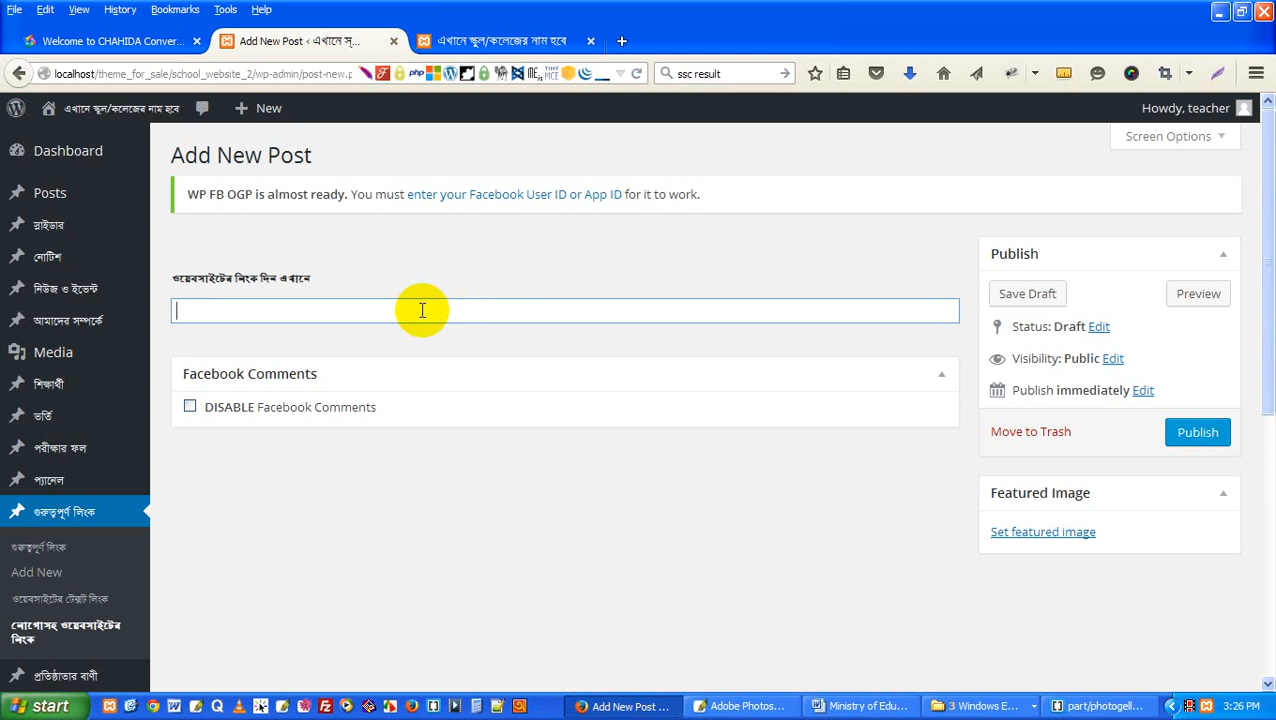 File Edit View History Bookmarks Tools Help
Welcome to CHAHIDA Conver... × Add New Post ‹ এখানে স্... × এখানে স্কুল/কলেজের নাম হবে × +
localhost/theme_for_sale/school_website_2/wp-admin/post-new.p ssc result
এখানে স্কুল/কলেজের নাম হবে + New Howdy, teacher
Screen Options
Add New Post
WP FB OGP is almost ready. You must enter your Facebook User ID or App ID for it to work.
Dashboard
Posts
স্লাইডার
নোটিশ
নিউজ ও ইভেন্ট
আমাদের সম্পর্কে
Media
শিক্ষার্থী
ভর্তি
পরীক্ষার ফল
প্যানেল
গুরুত্বপূর্ণ লিংক
গুরুত্বপূর্ণ লিংক
Add New
ওয়েবসাইটের টেক্সট লিংক
লোগোসহ ওয়েবসাইটের
লিংক
প্রতিষ্ঠাতার বাণী
ওয়েবসাইটের লিংক দিন এখানে
Facebook Comments
DISABLE Facebook Comments
Publish
Save Draft Preview
Status: Draft Edit
Visibility: Public Edit
Publish immediately Edit
Move to Trash Publish
Featured Image
Set featured image
start Add New Post ... Adobe Photos... Ministry of Edu... 3 Windows E... part/photogell... 3:26 PM